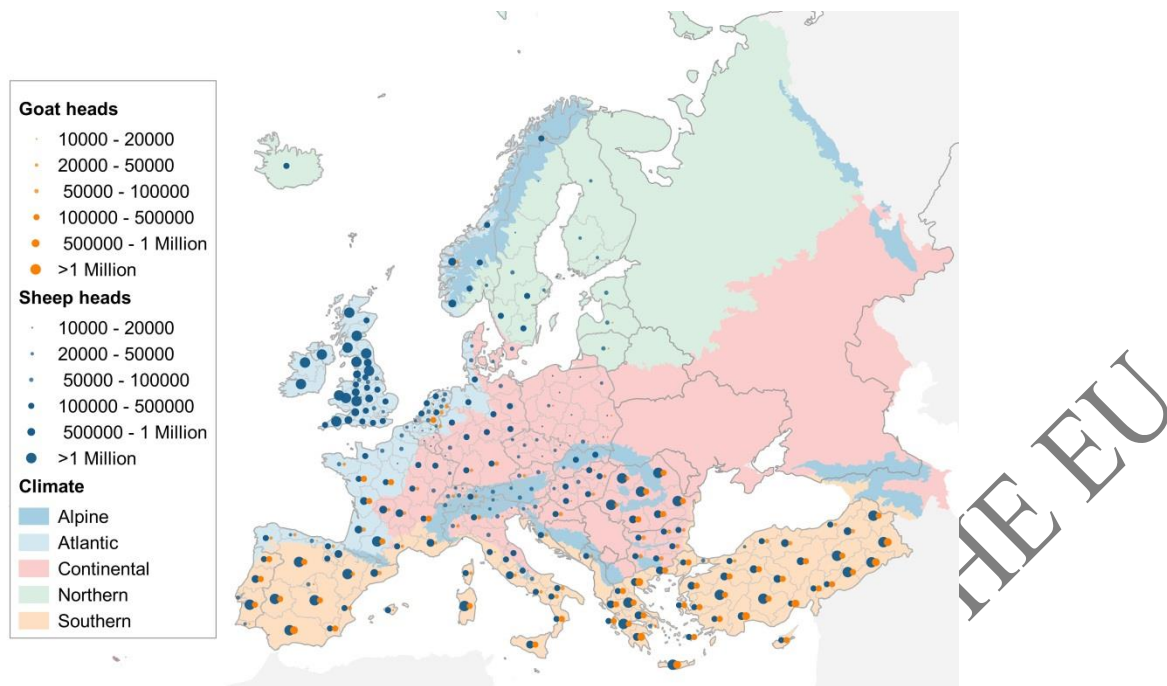 Goat heads
10000 - 20000
20000 - 50000
50000 - 100000
100000 - 500000
500000 - 1 Million
>1 Million
Sheep heads
10000 - 20000
20000 - 50000
50000 - 100000
100000 - 500000
500000 - 1 Million
>1 Million
Climate
Alpine
Atlantic
Continental
Northern
Southern
HE EU